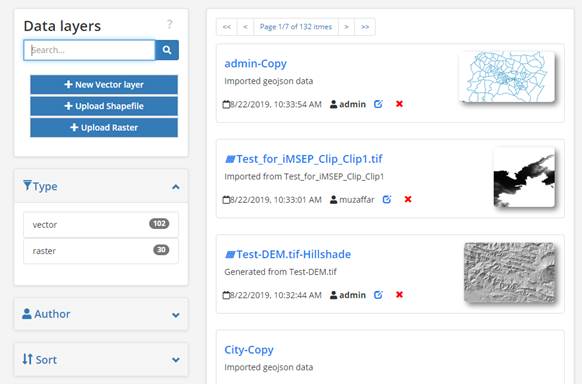 Data layers ?
Search...
+ New Vector layer
+ Upload Shapefile
+ Upload Raster
Type
vector 102
raster 30
Author
Sort
<< < Page 1/7 of 132 itmes > >>
admin-Copy
Imported geojson data
8/22/2019, 10:33:54 AM admin
Test_for_iMSEP_Clip_Clip1.tif
Imported from Test_for_iMSEP_Clip_Clip1
8/22/2019, 10:33:01 AM muzaffar
Test-DEM.tif-Hillshade
Generated from Test-DEM.tif
8/22/2019, 10:32:44 AM admin
City-Copy
Imported geojson data